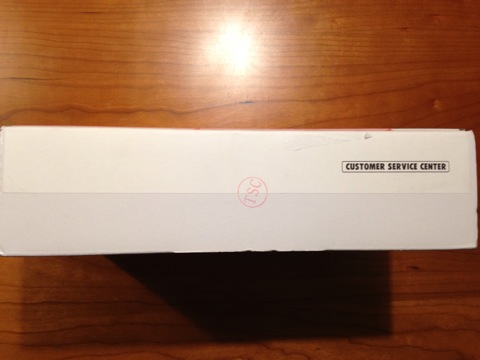 CUSTOMER SERVICE CENTER
TSC